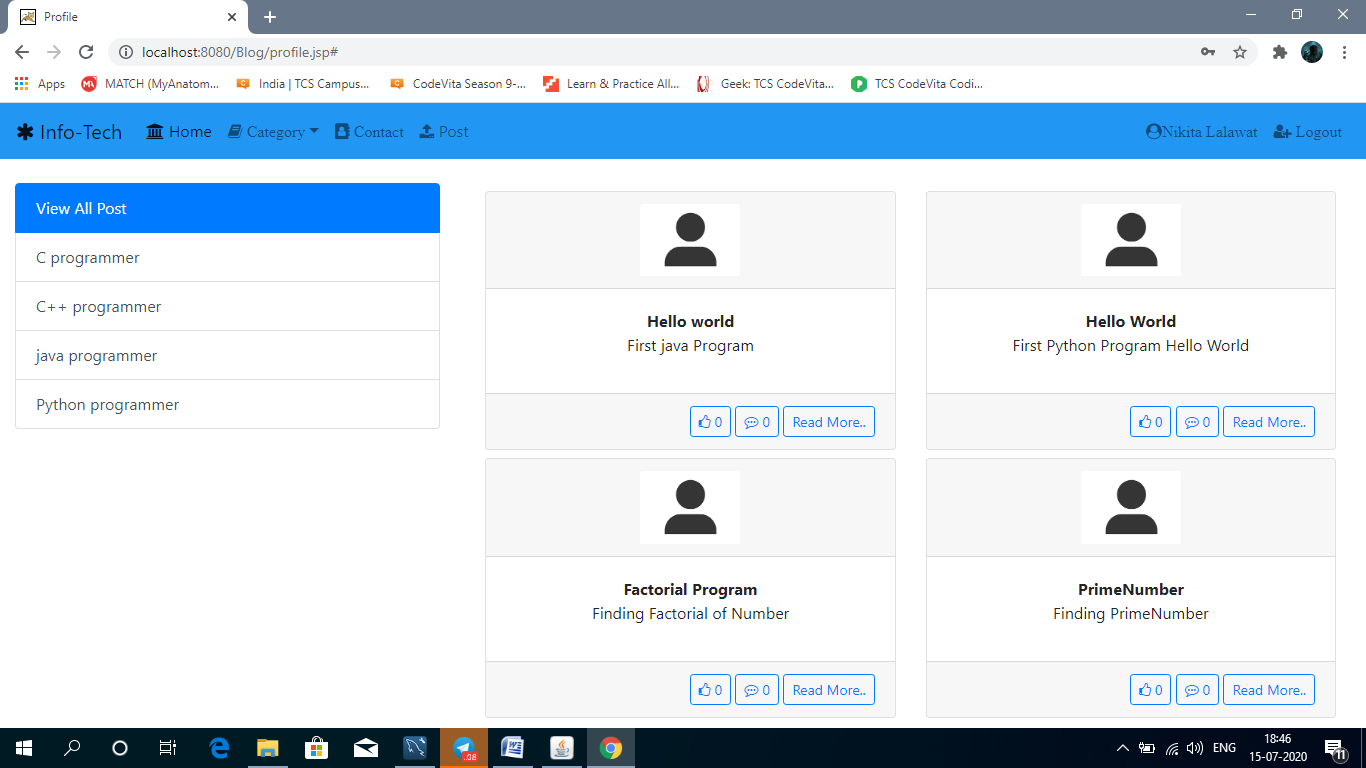 Profile
localhost:8080/Blog/profile.jsp#
Apps
MATCH (MyAnatom...
India | TCS Campus...
CodeVita Season 9-...
Learn & Practice All...
Geek: TCS CodeVita...
TCS CodeVita Codi...
Info-Tech Home Category Contact Post Nikita Lalawat Logout
View All Post
C programmer
C++ programmer
java programmer
Python programmer
Hello world
First java Program
0 0 Read More..
Hello World
First Python Program Hello World
0 0 Read More..
Factorial Program
Finding Factorial of Number
0 0 Read More..
PrimeNumber
Finding PrimeNumber
0 0 Read More..
..08
ENG
18:46
15-07-2020
11